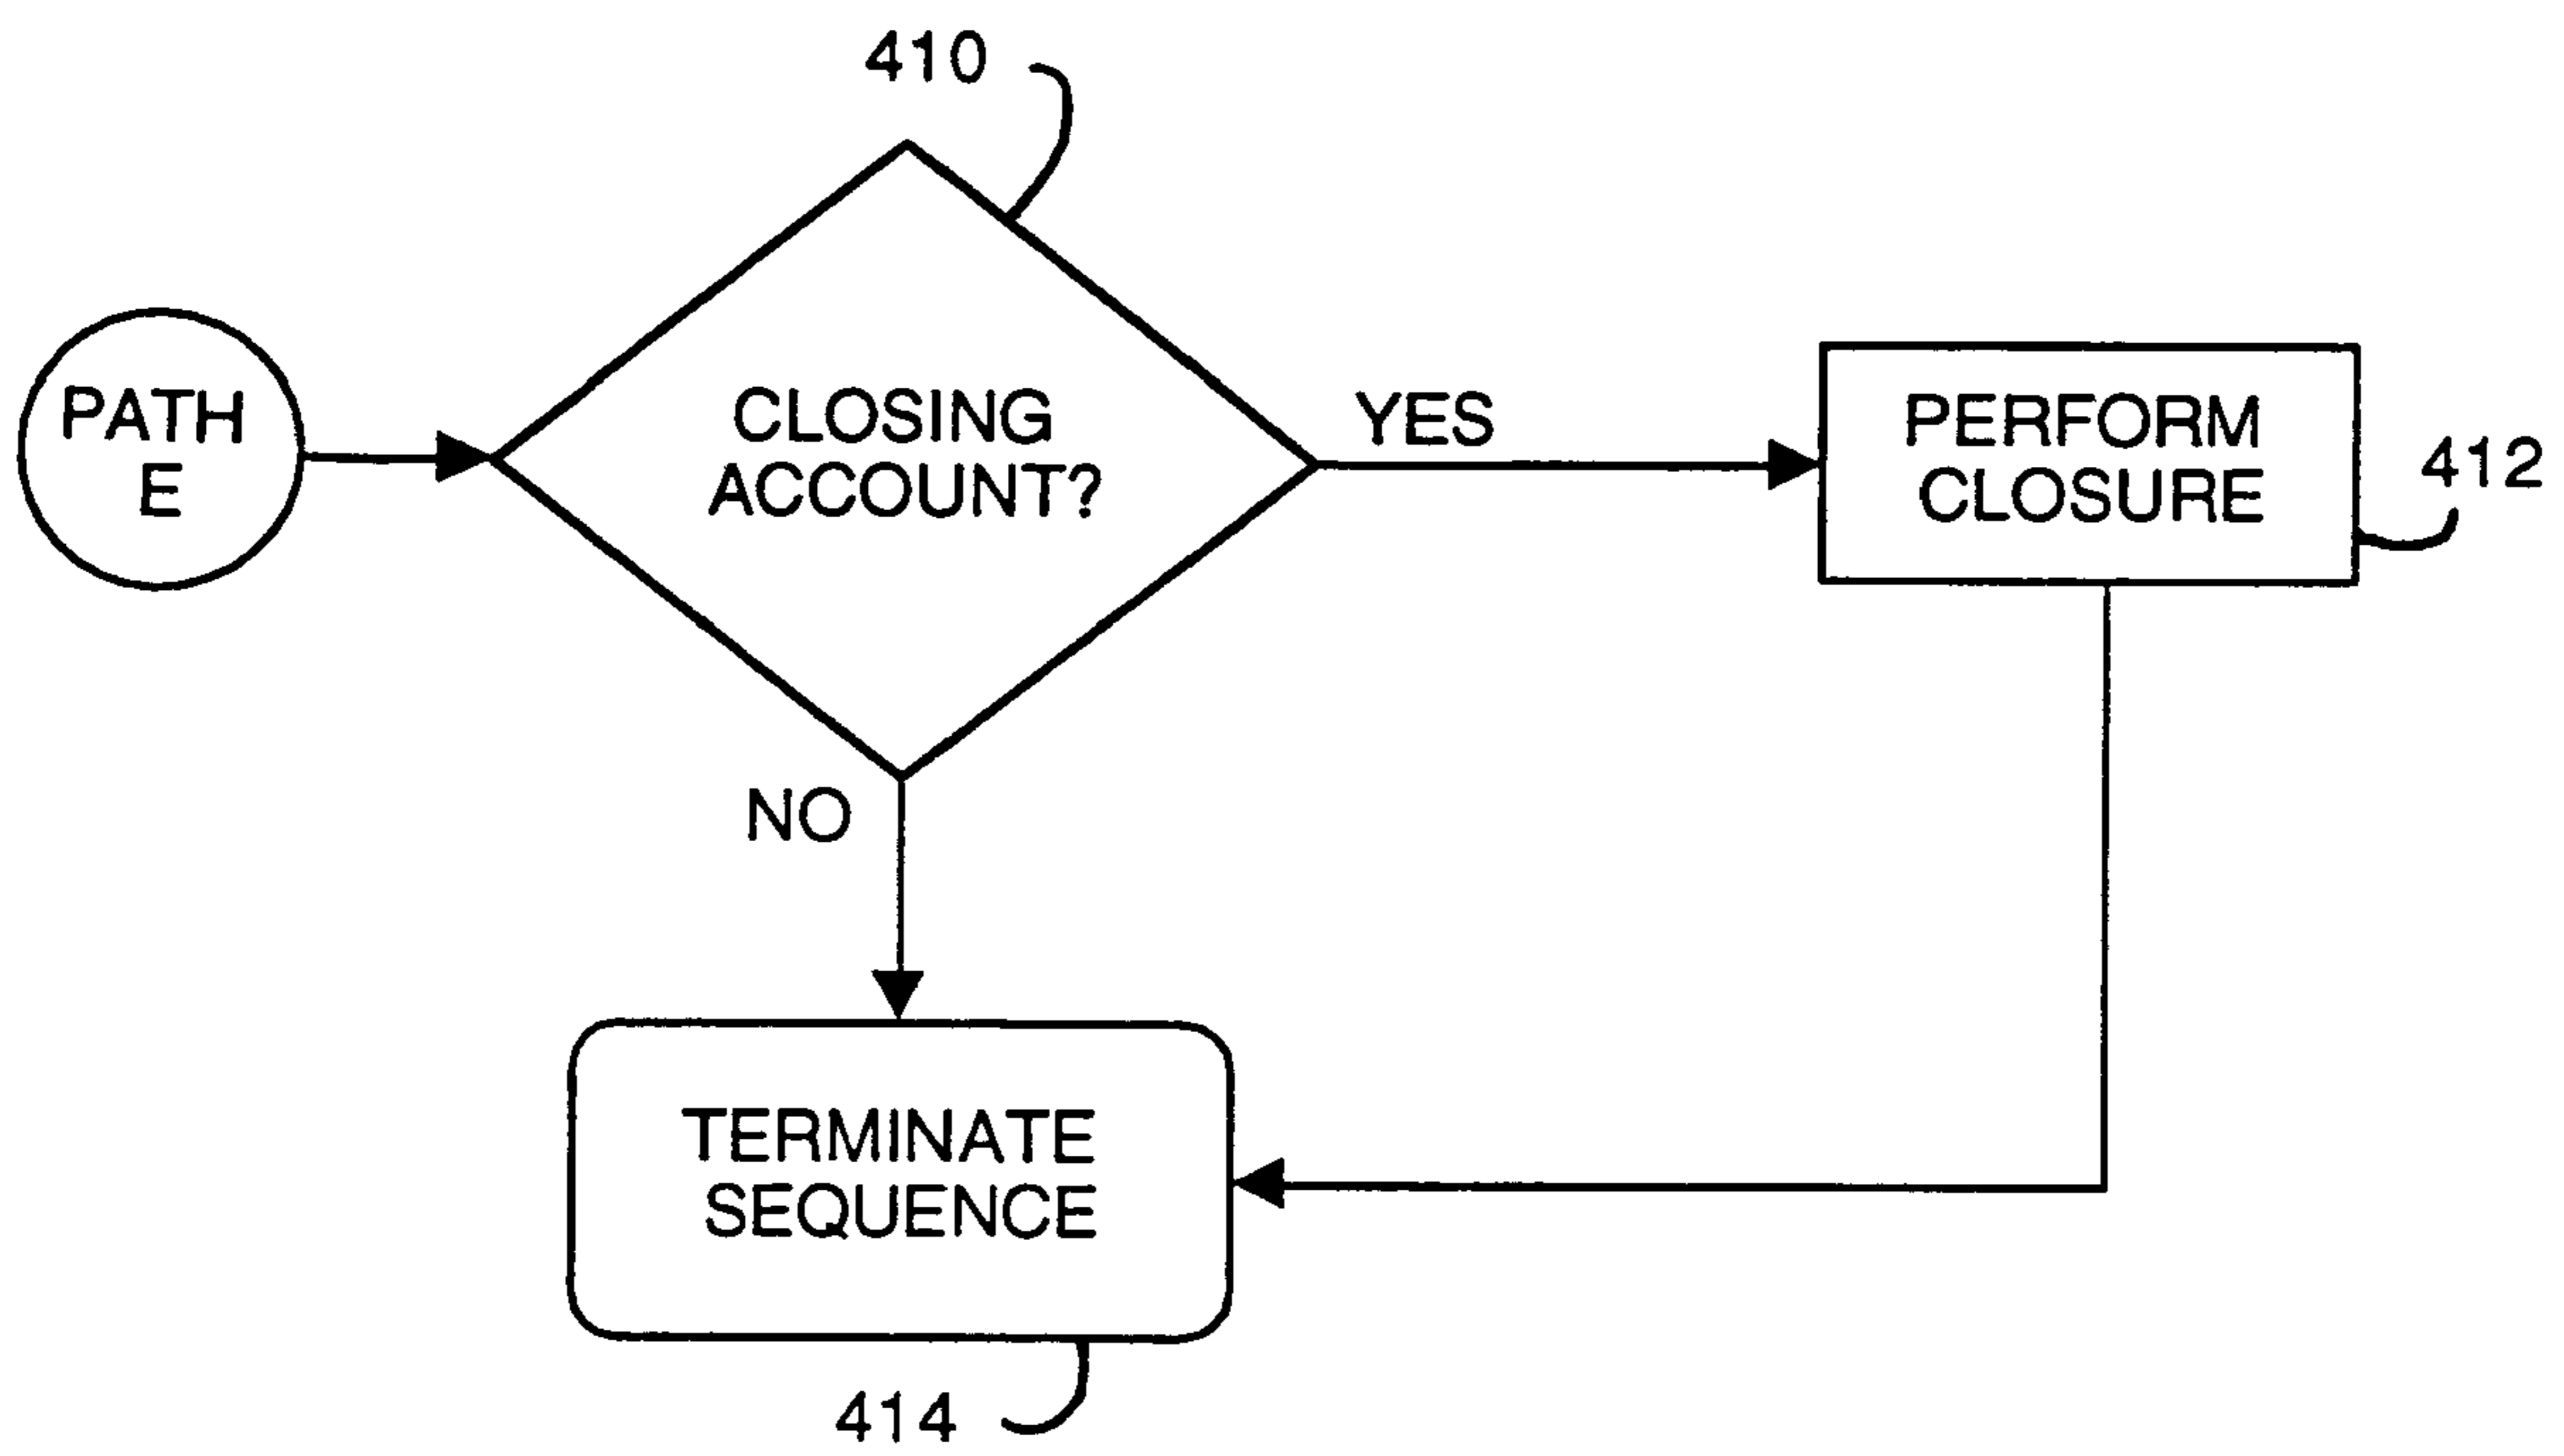 410
PATH
E
CLOSING
ACCOUNT?
YES
PERFORM
CLOSURE
412
NO
TERMINATE
SEQUENCE
414